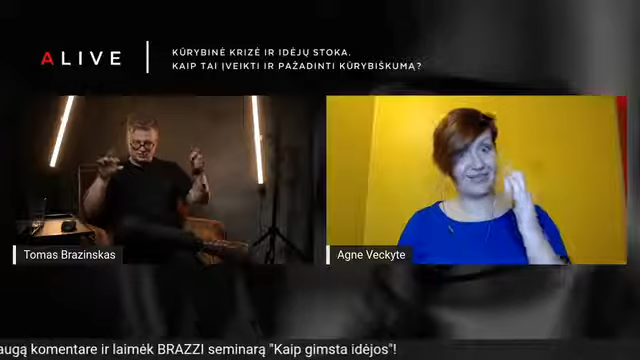 ALIVE
KŪRYBINĖ KRIZĖ IR IDĖJŲ STOKA.
KAIP TAI ĮVEIKTI IR PAŽADINTI KŪRYBIŠKUMĄ?
Tomas Brazinskas
Agne Veckyte
augą komentare ir laimėk BRAZZI seminarą "Kaip gimsta idėjos"!